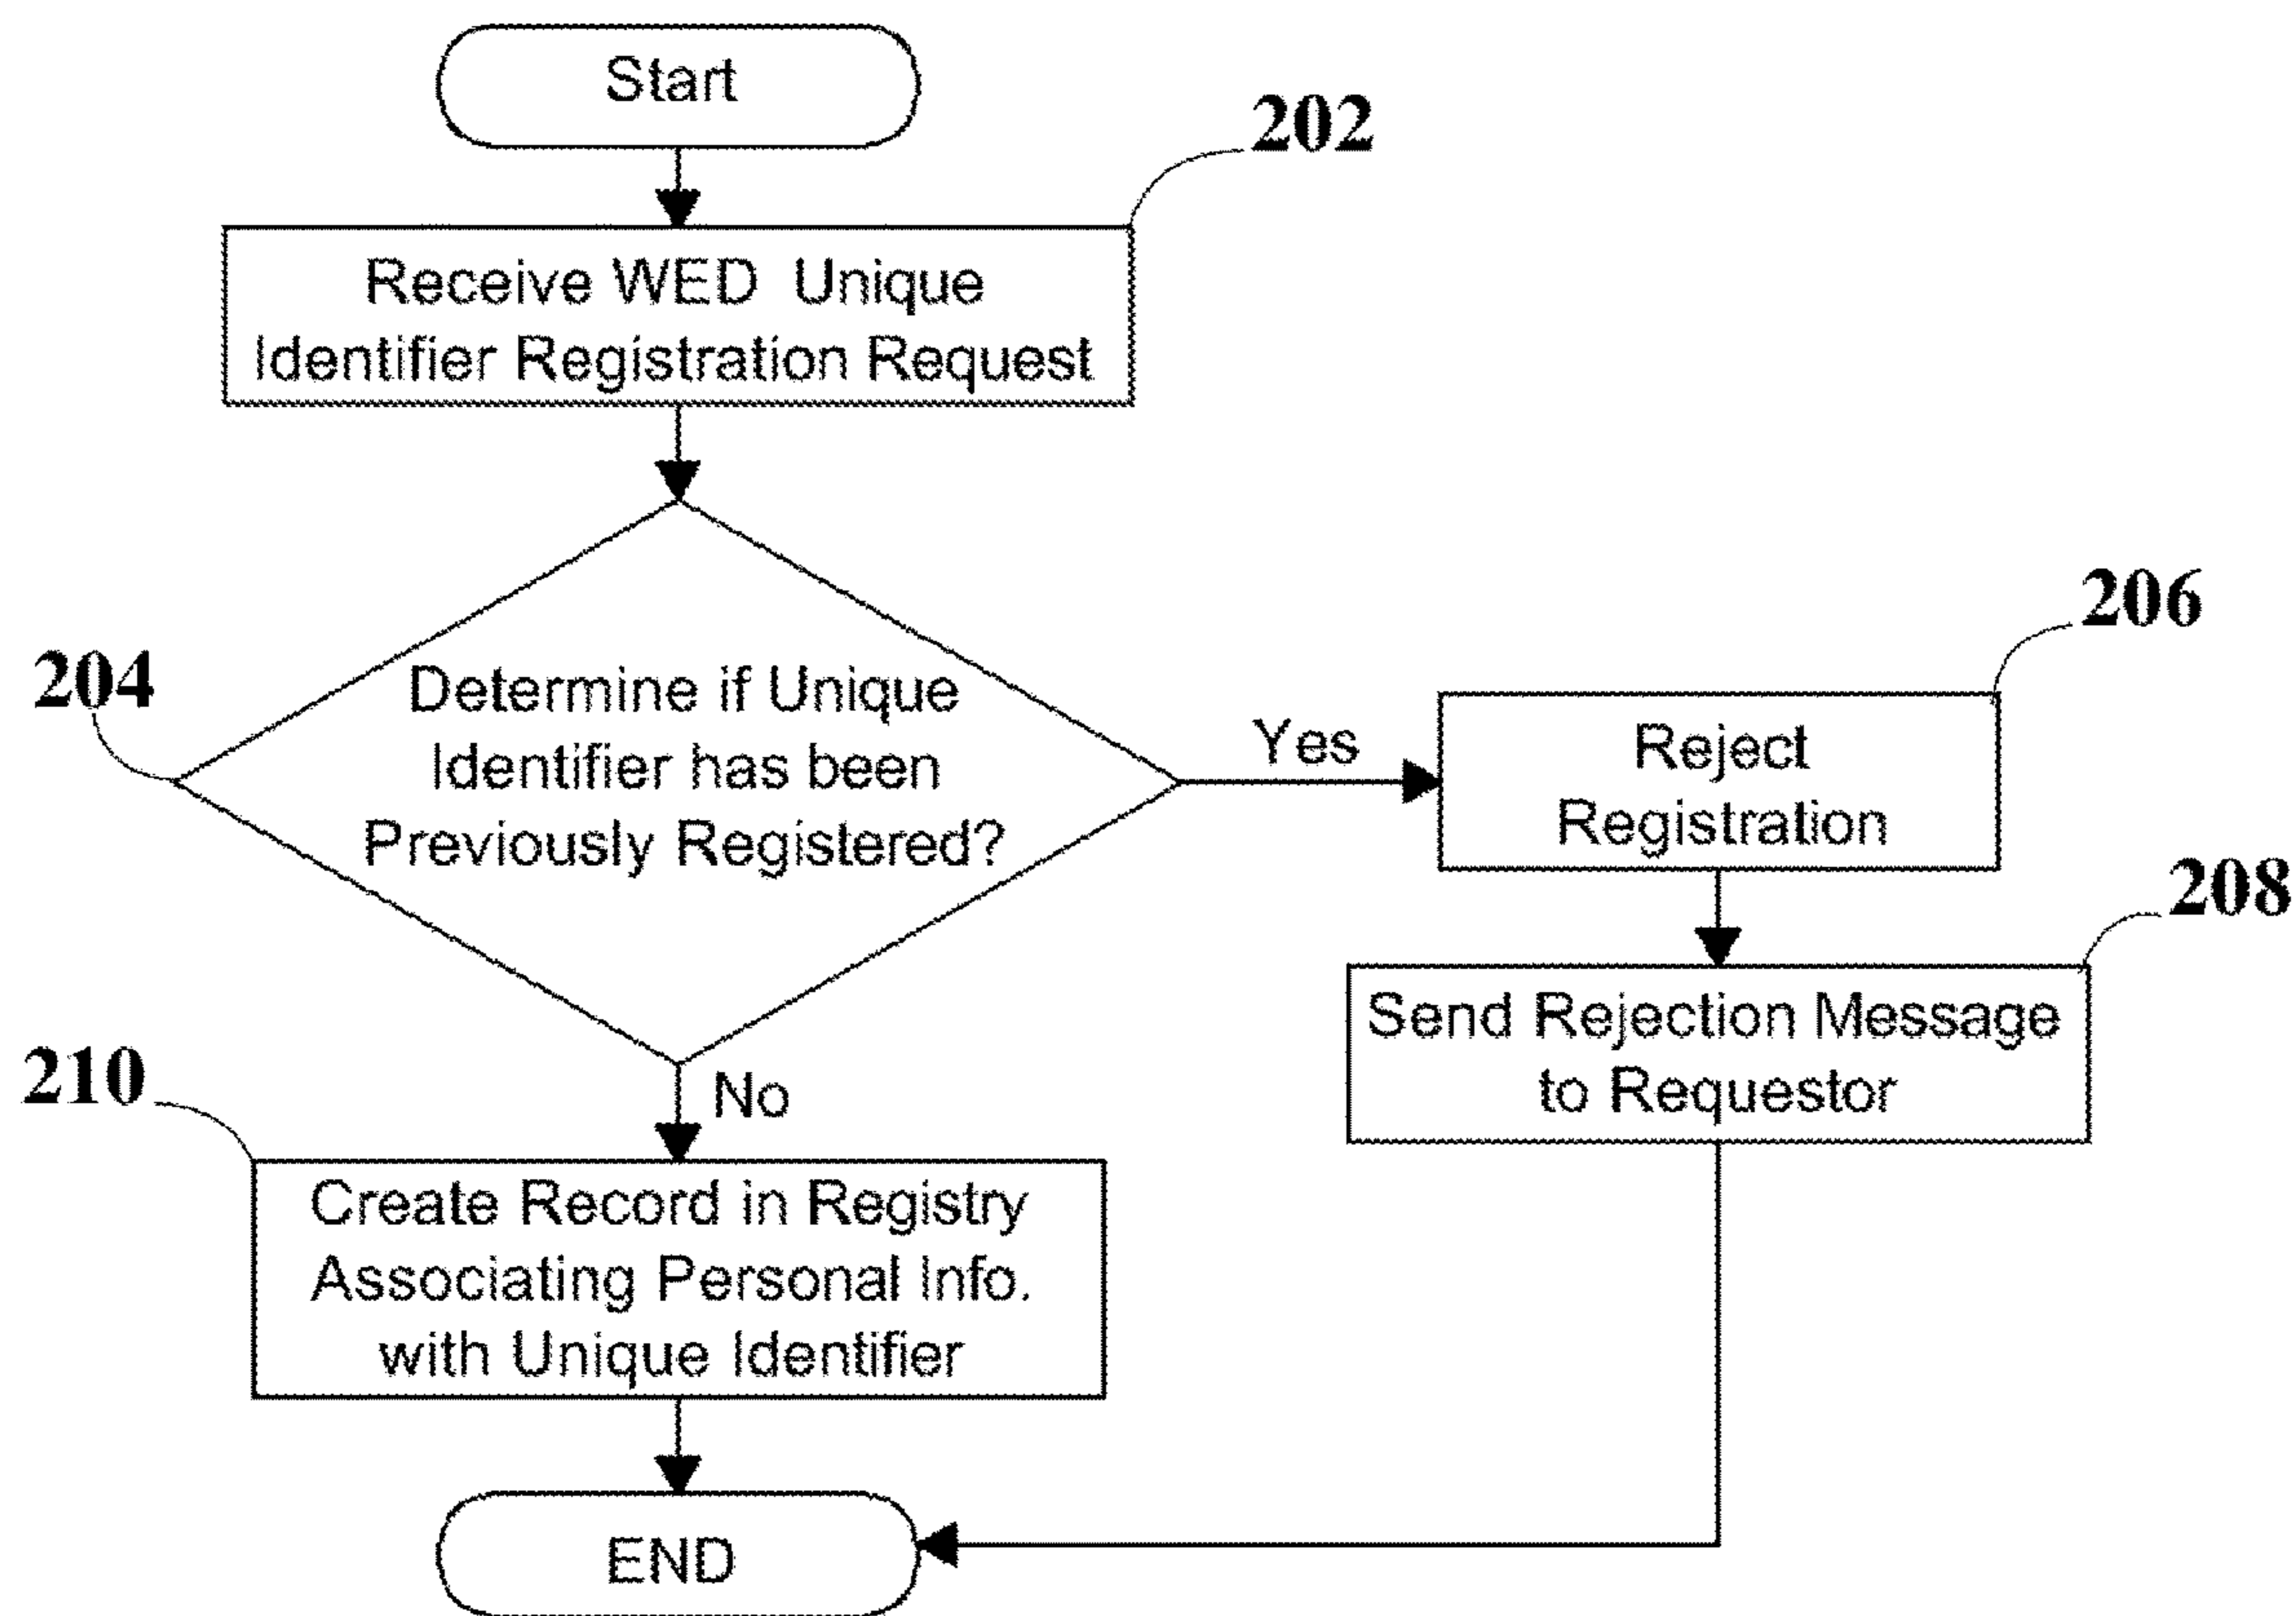 Start
202
Receive WED Unique
Identifier Registration Request
204
Determine if Unique
Identifier has been
Previously Registered?
Yes
206
Reject
Registration
208
Send Rejection Message
to Requestor
No
210
Create Record in Registry
Associating Personal Info.
with Unique Identifier
END